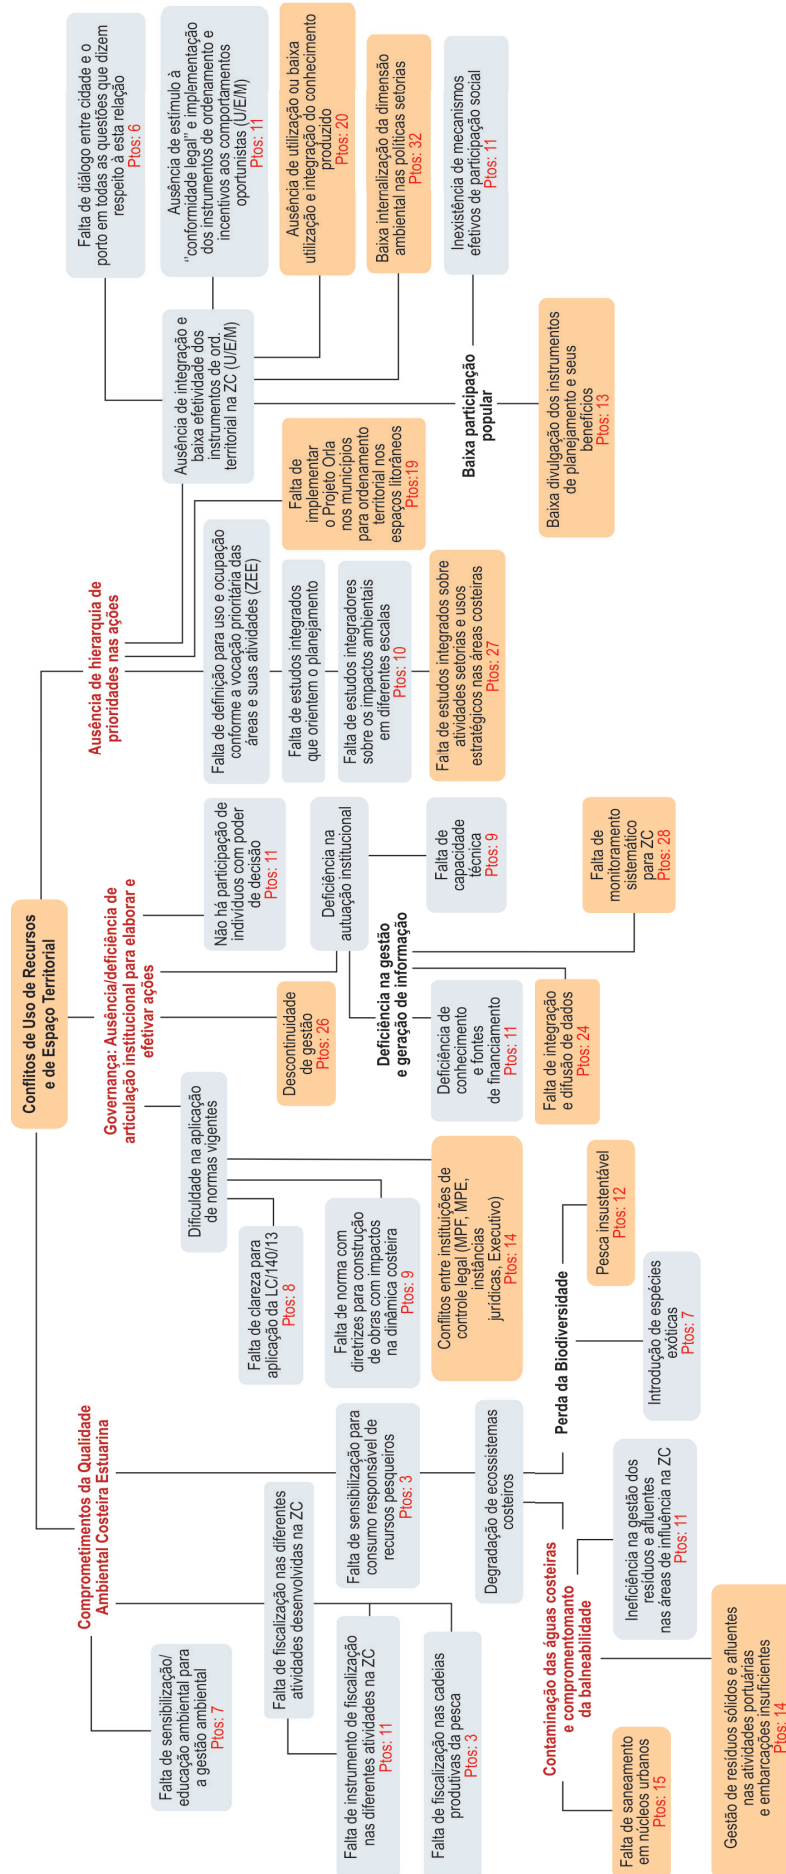 Conflitos de Uso de Recursos
e de Espaço Territorial
Comprometimentos da Qualidade
Ambiental Costeira Estuarina
Falta de sensibilização/
educação ambiental para
a gestão ambiental
Ptos: 7
Falta de fiscalização nas diferentes
atividades desenvolvidas na ZC
Falta de instrumento de fiscalização
nas diferentes atividades na ZC
Ptos: 11
Falta de fiscalização nas cadeias
produtivas da pesca
Ptos: 3
Falta de sensibilização para
consumo responsável de
recursos pesqueiros
Ptos: 3
Degradação de ecossistemas
costeiros
Contaminação das águas costeiras
e compromentomanto
da balneabilidade
Falta de saneamento
em núcleos urbanos
Ptos: 15
Gestão de resíduos sólidos e afluentes
nas atividades portuárias
e embarcações insuficientes
Ptos: 14
Ineficiência na gestão dos
resíduos e afluentes
nas áreas de influência na ZC
Ptos: 11
Perda da Biodiversidade
Introdução de espécies
exóticas
Ptos: 7
Pesca insustentável
Ptos: 12
Governança: Ausência/deficiência de
articulação institucional para elaborar e
efetivar ações
Dificuldade na aplicação
de normas vigentes
Falta de clareza para
aplicação da LC/140/13
Ptos: 8
Falta de norma com
diretrizes para construção
de obras com impactos
na dinâmica costeira
Ptos: 9
Conflitos entre instituições de
controle legal (MPF, MPE,
instâncias
jurídicas, Executivo)
Ptos: 14
Descontinuidade
de gestão
Ptos: 26
Não há participação de
indivíduos com poder
de decisão
Ptos: 11
Deficiência na
autuação institucional
Deficiência na gestão
e geração de informação
Deficiência de
conhecimento
e fontes
de financiamento
Ptos: 11
Falta de
capacidade
técnica
Ptos: 9
Falta de integração
e difusão de dados
Ptos: 24
Falta de
monitoramento
sistemático
para ZC
Ptos: 28
Ausência de hierarquia de
prioridades nas ações
Falta de definição para uso e ocupação
conforme a vocação prioritária das
áreas e suas atividades (ZEE)
Falta de estudos integrados
que orientem o planejamento
Falta de estudos integradores
sobre os impactos ambientais
em diferentes escalas
Ptos: 10
Falta de estudos integrados sobre
atividades setoriais e usos
estratégicos nas áreas costeiras
Ptos: 27
Falta de
implementar
o Projeto Orla
nos municípios
para ordenamento
territorial nos
espaços litorâneos
Ptos:19
Ausência de integração e
baixa efetividade dos
instrumentos de ord.
territorial na ZC (U/E/M)
Falta de diálogo entre cidade e o
porto em todas as questões que dizem
respeito à esta relação
Ptos: 6
Ausência de estímulo à
‘’conformidade legal” e implementação
dos instrumentos de ordenamento e
incentivos aos comportamentos
oportunistas (U/E/M)
Ptos: 11
Ausência de utilização ou baixa
utilização e integração do conhecimento
produzido
Ptos: 20
Baixa internalização da dimensão
ambiental nas políticas setorias
Ptos: 32
Baixa participação
popular
Inexistência de mecanismos
efetivos de participação social
Ptos: 11
Baixa divulgação dos instrumentos
de planejamento e seus
benefícios
Ptos: 13